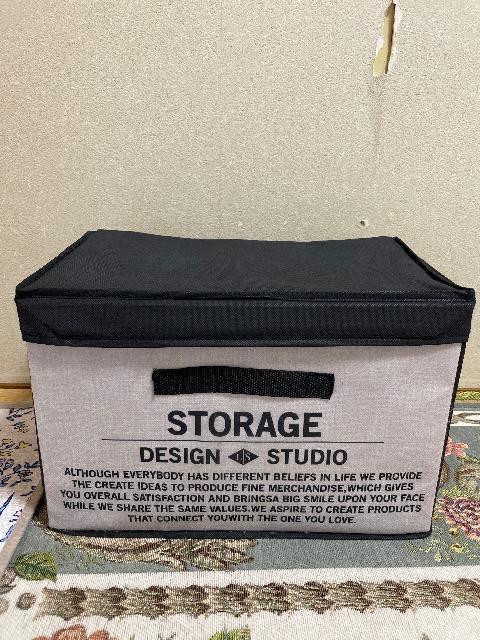 STORAGE
DESIGN LS STUDIO
ALTHOUGH EVERYBODY HAS DIFFERENT BELIEFS IN LIFE WE PROVIDE
THE CREATE IDEAS TO PRODUCE FINE MERCHANDISE,WHICH GIVES
YOU OVERALL SATISFACTION AND BRINGSA BIG SMILE UPON YOUR FACE
WHILE WE SHARE THE SAME VALUES.WE ASPIRE TO CREATE PRODUCTS
THAT CONNECT YOUWITH THE ONE YOU LOVE.